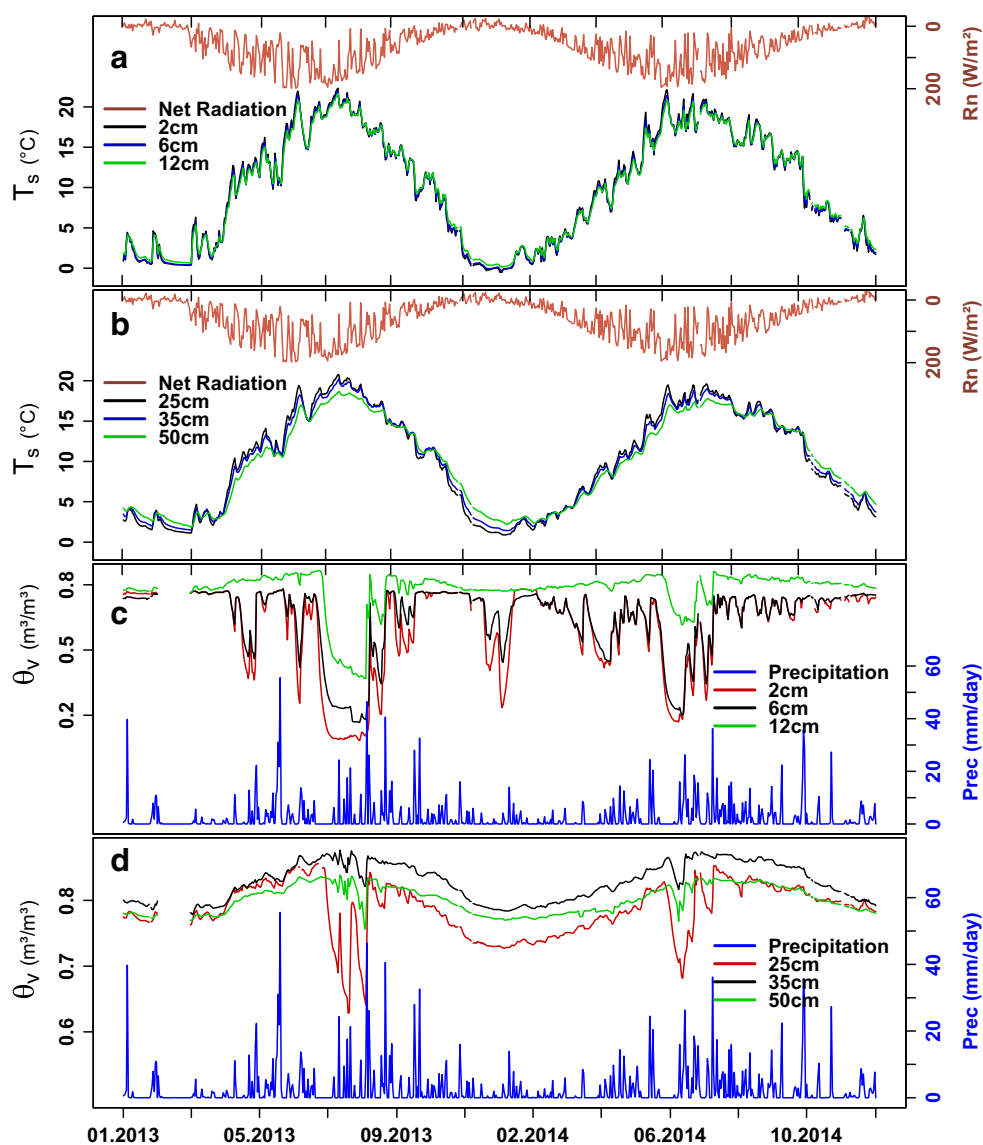 a
0
200
Rn (W/m²)
20
15
10
5
0
Ts (°C)
Net Radiation
2cm
6cm
12cm
b
0
200
Rn (W/m²)
20
15
10
5
0
Ts (°C)
Net Radiation
25cm
35cm
50cm
c
0.8
0.5
0.2
θv (m³/m³)
Precipitation
2cm
6cm
12cm
60
40
20
0
Prec (mm/day)
d
0.8
0.7
0.6
θv (m³/m³)
Precipitation
25cm
35cm
50cm
60
40
20
0
Prec (mm/day)
01.2013 05.2013 09.2013 02.2014 06.2014 10.2014